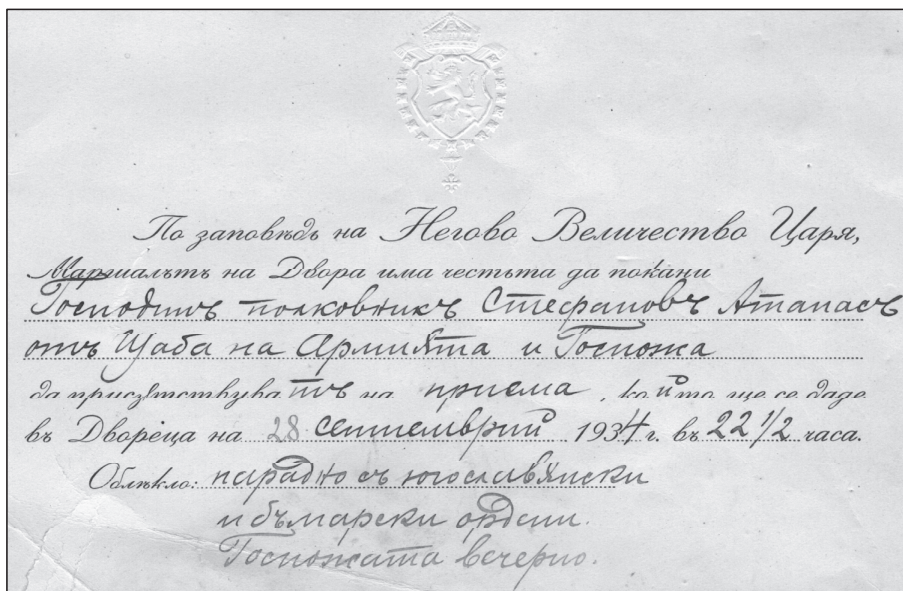 По заповѣдь на Негово Величество Царя,
Маршалътъ на Двора има честьта да покани
Господинъ полковникъ Стефановъ Атанасъ
отъ Щаба на Армията и Госпожа
да присѫтствуватъ на приема, който ще се даде
въ Двореца на 28 септемврий 1934 г. въ 22 1/2 часа.
Облѣкло: парадно съ югославянски
и български ордени.
Госпожата вечерно.